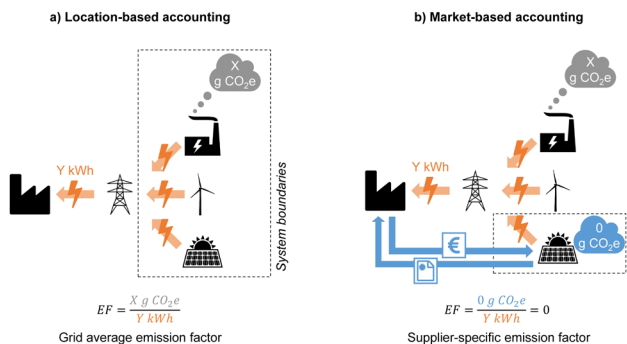 a) Location-based accounting
X
g CO₂e
Y kWh
System boundaries
EF = X g CO₂e / Y kWh
Grid average emission factor
b) Market-based accounting
X
g CO₂e
Y kWh
0
g CO₂e
€
EF = 0 g CO₂e / Y kWh = 0
Supplier-specific emission factor